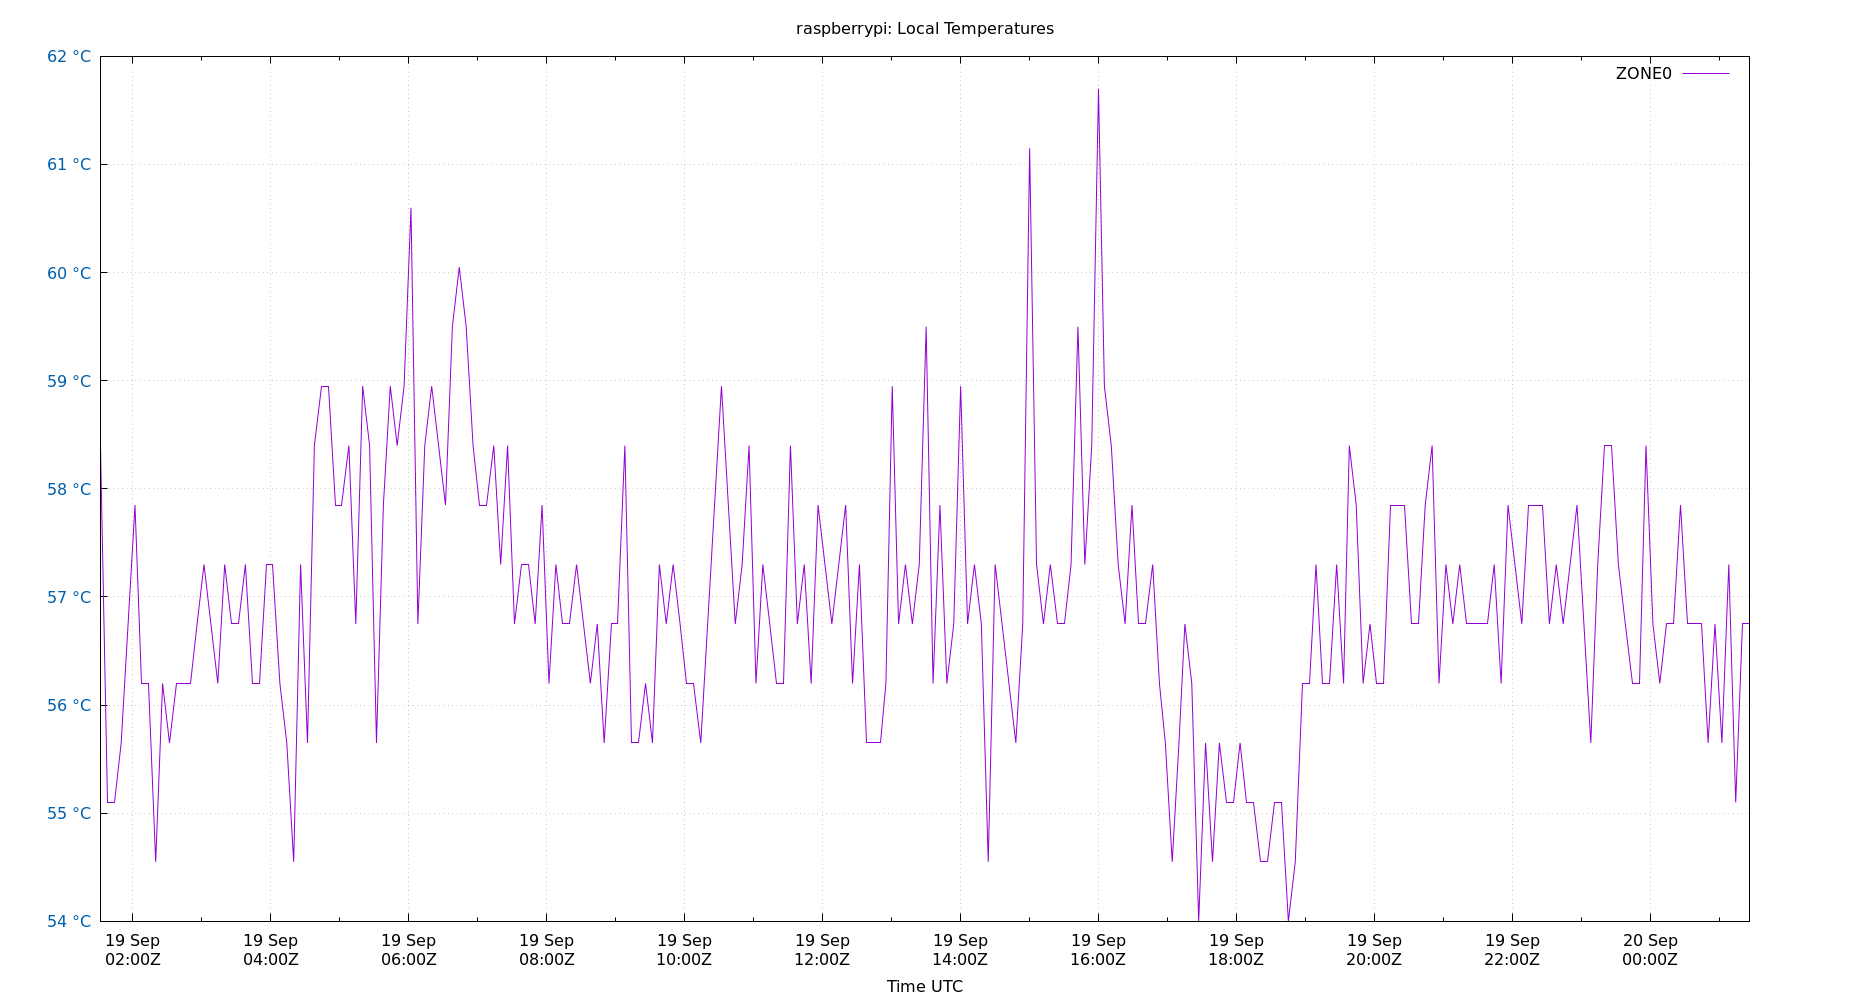 raspberrypi: Local Temperatures
ZONE0
62 °C
61 °C
60 °C
59 °C
58 °C
57 °C
56 °C
55 °C
54 °C
19 Sep 19 Sep 19 Sep 19 Sep 19 Sep 19 Sep 19 Sep 19 Sep 19 Sep 19 Sep 19 Sep 20 Sep
02:00Z 04:00Z 06:00Z 08:00Z 10:00Z 12:00Z 14:00Z 16:00Z 18:00Z 20:00Z 22:00Z 00:00Z
Time UTC